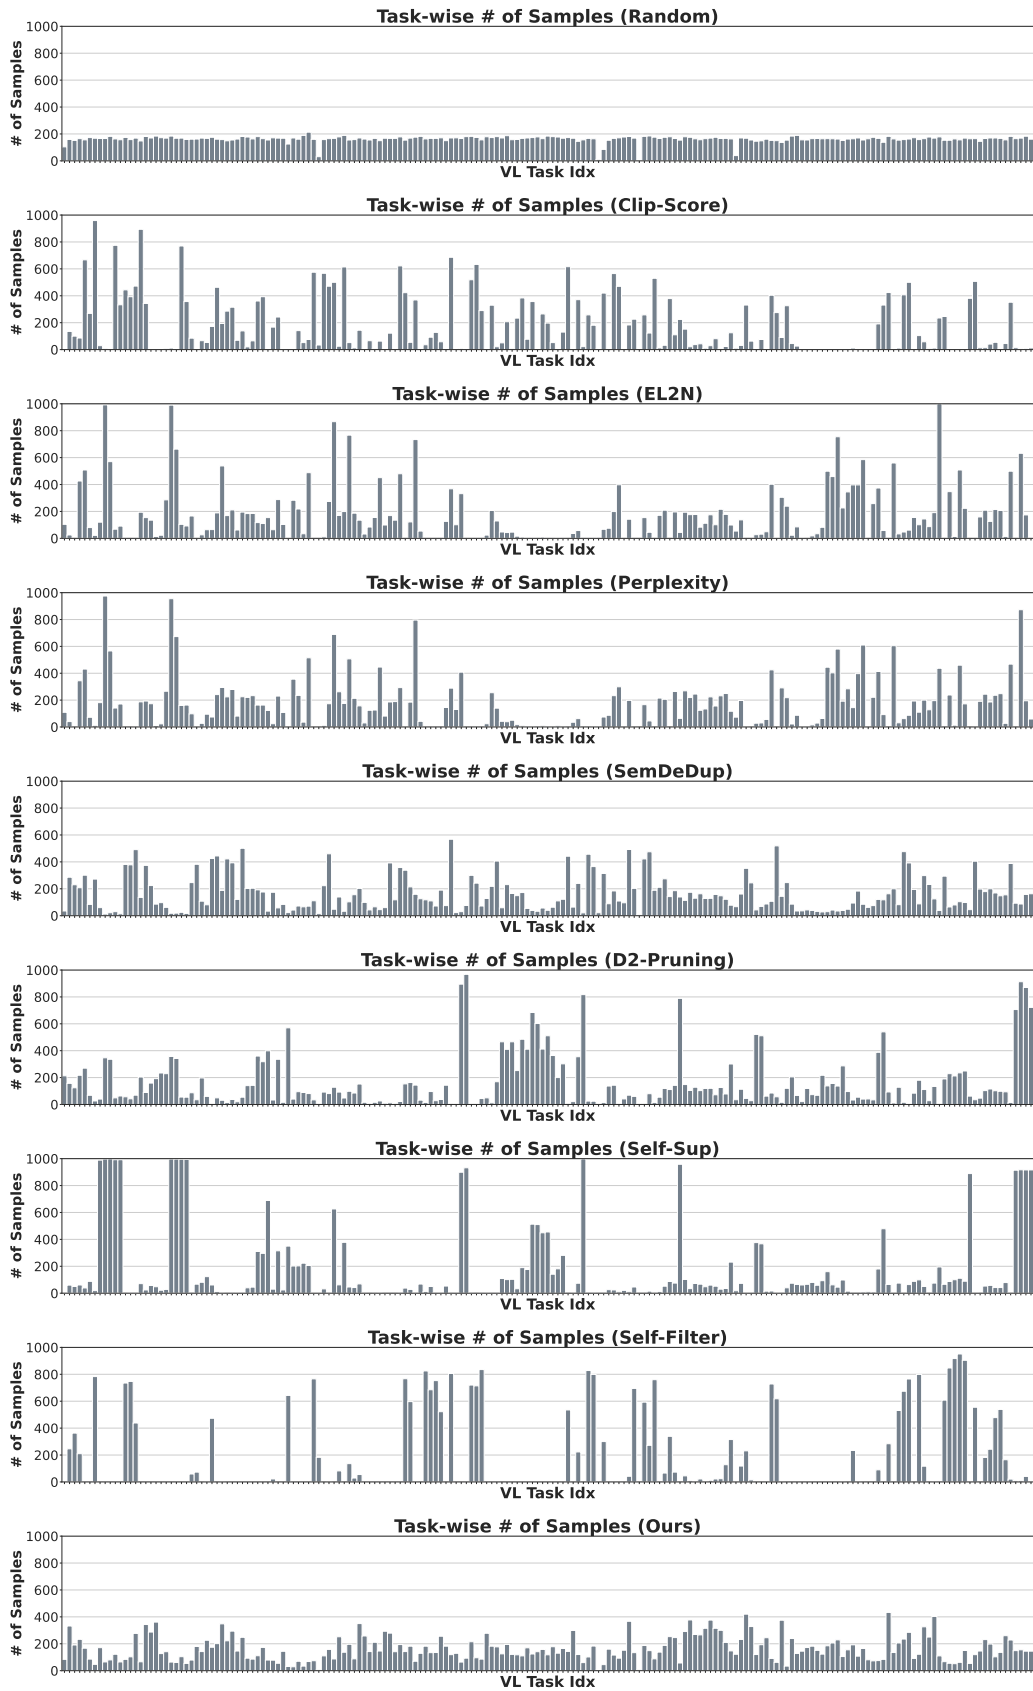 Task-wise # of Samples (Random)
1000
800
600
400
200
0
# of Samples
VL Task Idx
Task-wise # of Samples (Clip-Score)
1000
800
600
400
200
0
# of Samples
VL Task Idx
Task-wise # of Samples (EL2N)
1000
800
600
400
200
0
# of Samples
VL Task Idx
Task-wise # of Samples (Perplexity)
1000
800
600
400
200
0
# of Samples
VL Task Idx
Task-wise # of Samples (SemDeDup)
1000
800
600
400
200
0
# of Samples
VL Task Idx
Task-wise # of Samples (D2-Pruning)
1000
800
600
400
200
0
# of Samples
VL Task Idx
Task-wise # of Samples (Self-Sup)
1000
800
600
400
200
0
# of Samples
VL Task Idx
Task-wise # of Samples (Self-Filter)
1000
800
600
400
200
0
# of Samples
VL Task Idx
Task-wise # of Samples (Ours)
1000
800
600
400
200
0
# of Samples
VL Task Idx